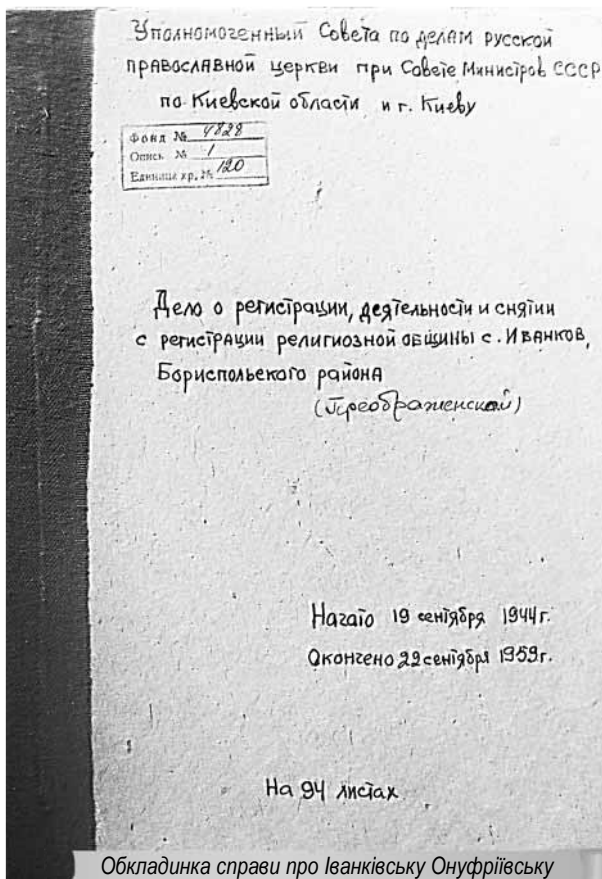 Уполномоченный Совета по делам русской
православной церкви при Совете Министров СССР
по Киевской области и г. Киеву
Фонд № 4828
Опись № 1
Единица хр. № 120
Дело о регистрации, деятельности и снятии
с регистрации религиозной общины с. Иванков,
Бориспольского района
(Преображенской)
Начато 19 сентября 1944 г.
Окончено 22 сентября 1959 г.
На 94 листах
Обкладинка справи про Іванківську Онуфріївську